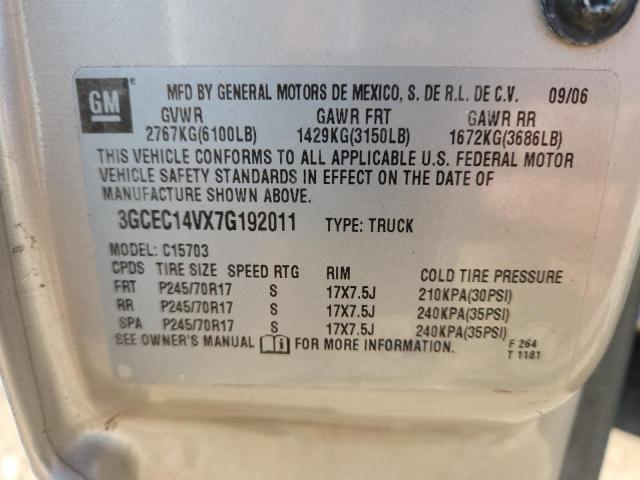 GM
®
MFD BY GENERAL MOTORS DE MEXICO, S. DE R.L. DE C.V. 09/06
GVWR GAWR FRT GAWR RR
2767KG(6100LB) 1429KG(3150LB) 1672KG(3686LB)
THIS VEHICLE CONFORMS TO ALL APPLICABLE U.S. FEDERAL MOTOR
VEHICLE SAFETY STANDARDS IN EFFECT ON THE DATE OF
MANUFACTURE SHOWN ABOVE.
3GCEC14VX7G192011 TYPE: TRUCK
MODEL: C15703
CPDS TIRE SIZE SPEED RTG RIM COLD TIRE PRESSURE
FRT P245/70R17 S 17X7.5J 210KPA(30PSI)
RR P245/70R17 S 17X7.5J 240KPA(35PSI)
SPA P245/70R17 S 17X7.5J 240KPA(35PSI)
SEE OWNER'S MANUAL i FOR MORE INFORMATION. F 264
T 1181